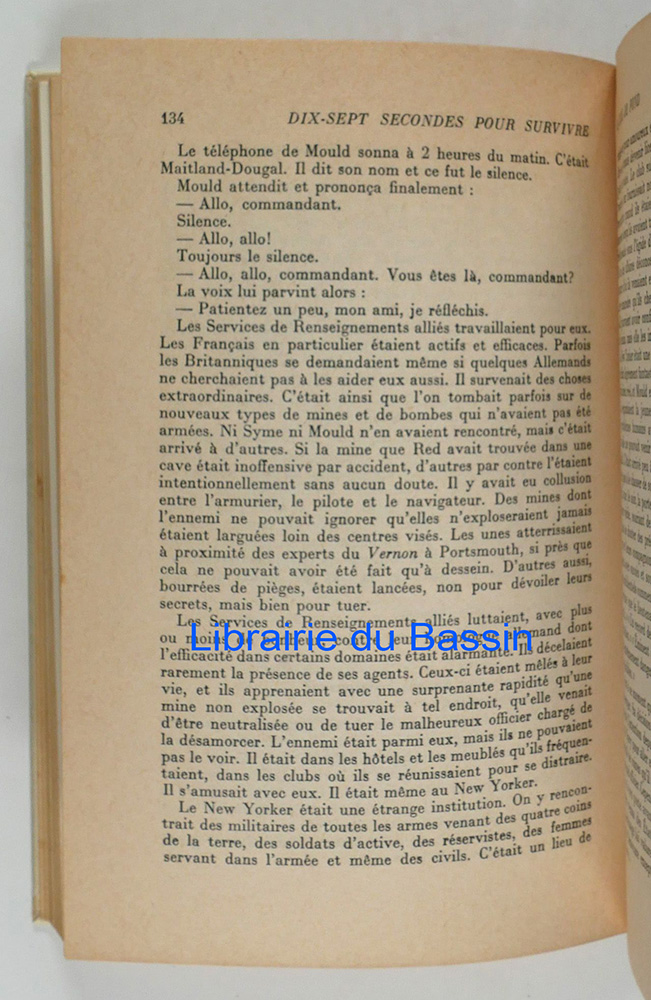 134 DIX-SEPT SECONDES POUR SURVIVRE
Le téléphone de Mould sonna à 2 heures du matin. C'était
Maitland-Dougal. Il dit son nom et ce fut le silence.
Mould attendit et prononça finalement :
— Allo, commandant.
Silence.
— Allo, allo!
Toujours le silence.
— Allo, allo, commandant. Vous êtes là, commandant?
La voix lui parvint alors :
— Patientez un peu, mon ami, je réfléchis.
Les Services de Renseignements alliés travaillaient pour eux.
Les Français en particulier étaient actifs et efficaces. Parfois
les Britanniques se demandaient même si quelques Allemands
ne cherchaient pas à les aider eux aussi. Il survenait des choses
extraordinaires. C'était ainsi que l'on tombait parfois sur de
nouveaux types de mines et de bombes qui n'avaient pas été
armées. Ni Syme ni Mould n'en avaient rencontré, mais c'était
arrivé à d'autres. Si la mine que Red avait trouvée dans une
cave était inoffensive par accident, d'autres par contre l'étaient
intentionnellement sans aucun doute. Il y avait eu collusion
entre l'armurier, le pilote et le navigateur. Des mines dont
l'ennemi ne pouvait ignorer qu'elles n'exploseraient jamais
étaient larguées loin des centres visés. Les unes atterrissaient
à proximité des experts du Vernon à Portsmouth, si près que
cela ne pouvait avoir été fait qu'à dessein. D'autres aussi,
bourrées de pièges, étaient lancées, non pour dévoiler leurs
secrets, mais bien pour tuer.
Les Services de Renseignements alliés luttaient, avec plus
ou moins de bonheur, contre leur homologue allemand dont
Librairie du Bassin
l'efficacité dans certains domaines était alarmante. Ils décelaient
rarement la présence de ses agents. Ceux-ci étaient mêlés à leur
vie, et ils apprenaient avec une surprenante rapidité qu'une
mine non explosée se trouvait à tel endroit, qu'elle venait
d'être neutralisée ou de tuer le malheureux officier chargé de
la désamorcer. L'ennemi était parmi eux, mais ils ne pouvaient
pas le voir. Il était dans les hôtels et les meublés qu'ils fréquen-
taient, dans les clubs où ils se réunissaient pour se distraire.
Il s'amusait avec eux. Il était même au New Yorker.
Le New Yorker était une étrange institution. On y rencon-
trait des militaires de toutes les armes venant des quatre coins
de la terre, des soldats d'active, des réservistes, des femmes
servant dans l'armée et même des civils. C'était un lieu de